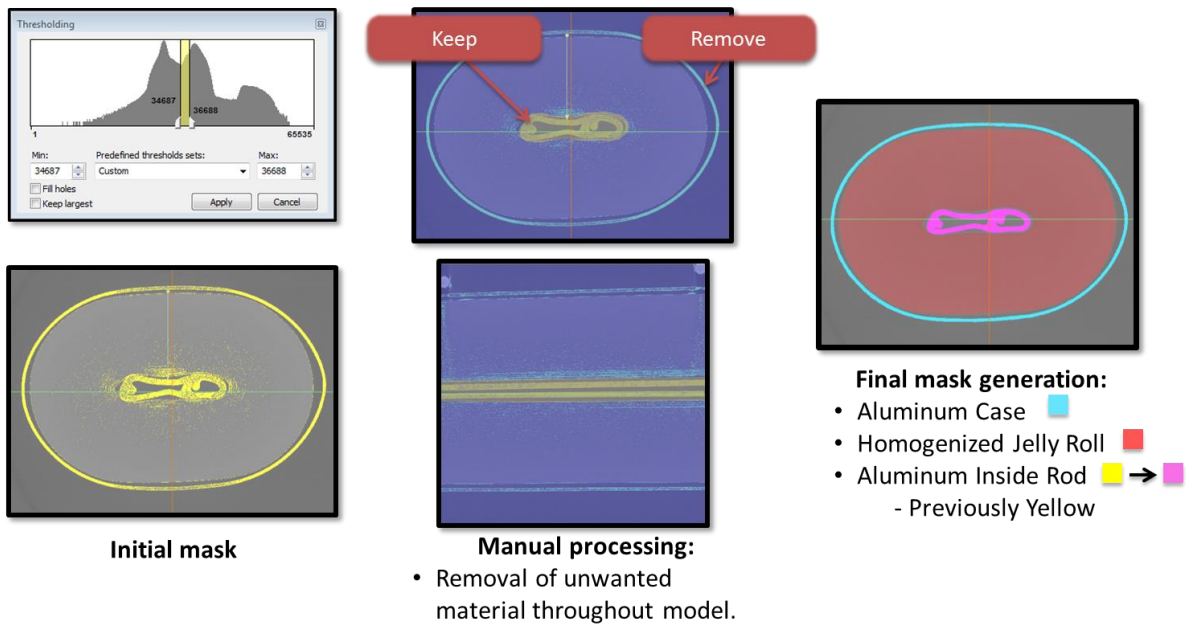 Thresholding
34687
36688
1
65535
Min:
Predefined thresholds sets:
Max:
34687
Custom
36688
Fill holes
Keep largest
Apply
Cancel
Initial mask
Keep
Remove
Manual processing:
• Removal of unwanted
material throughout model.
Final mask generation:
• Aluminum Case
• Homogenized Jelly Roll
• Aluminum Inside Rod
- Previously Yellow